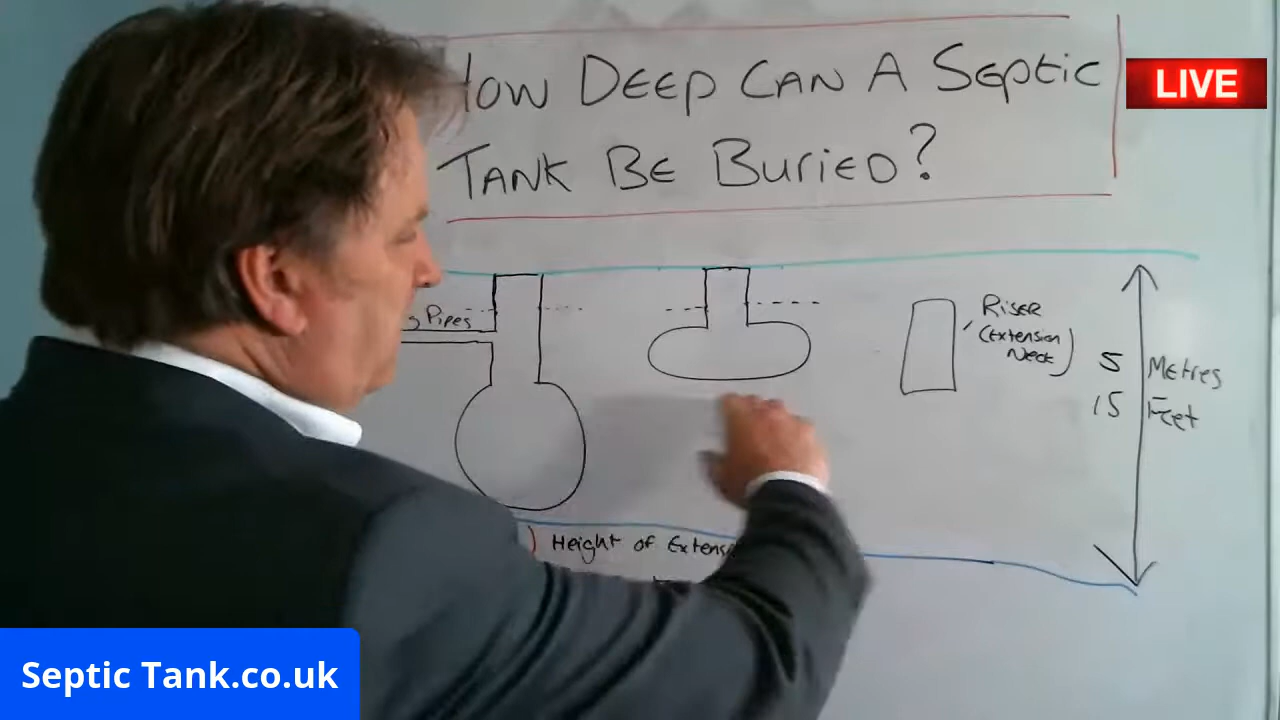 How Deep Can A Septic
Tank Be Buried?
LIVE
Pipes
Riser
(Extension
Neck)
5 Metres
15 Feet
) Height of
Septic Tank.co.uk